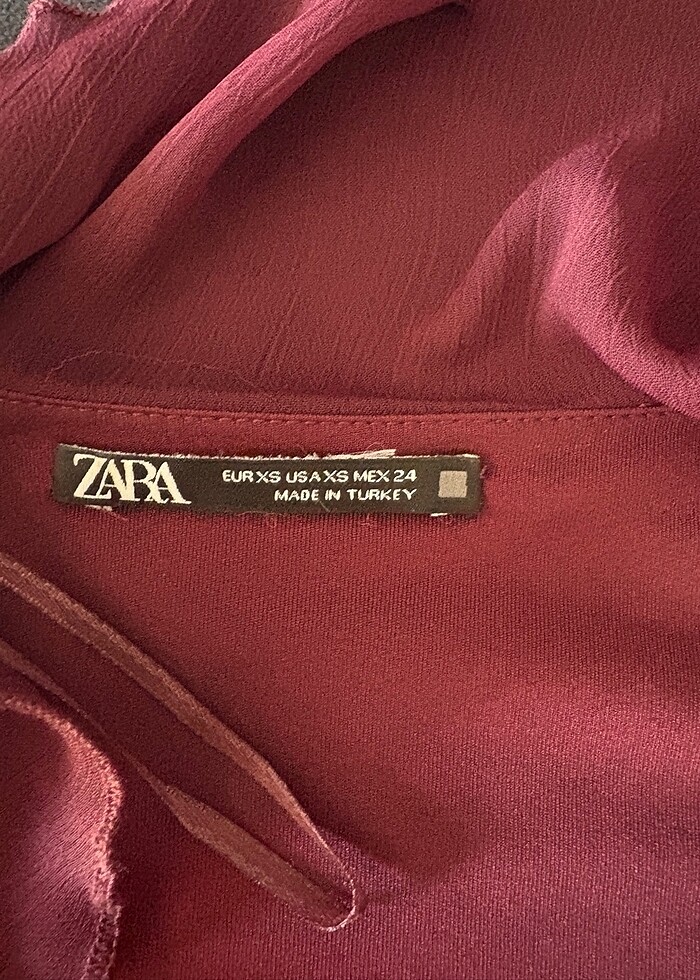 ZARA
EUR XS USA XS MEX 24
MADE IN TURKEY